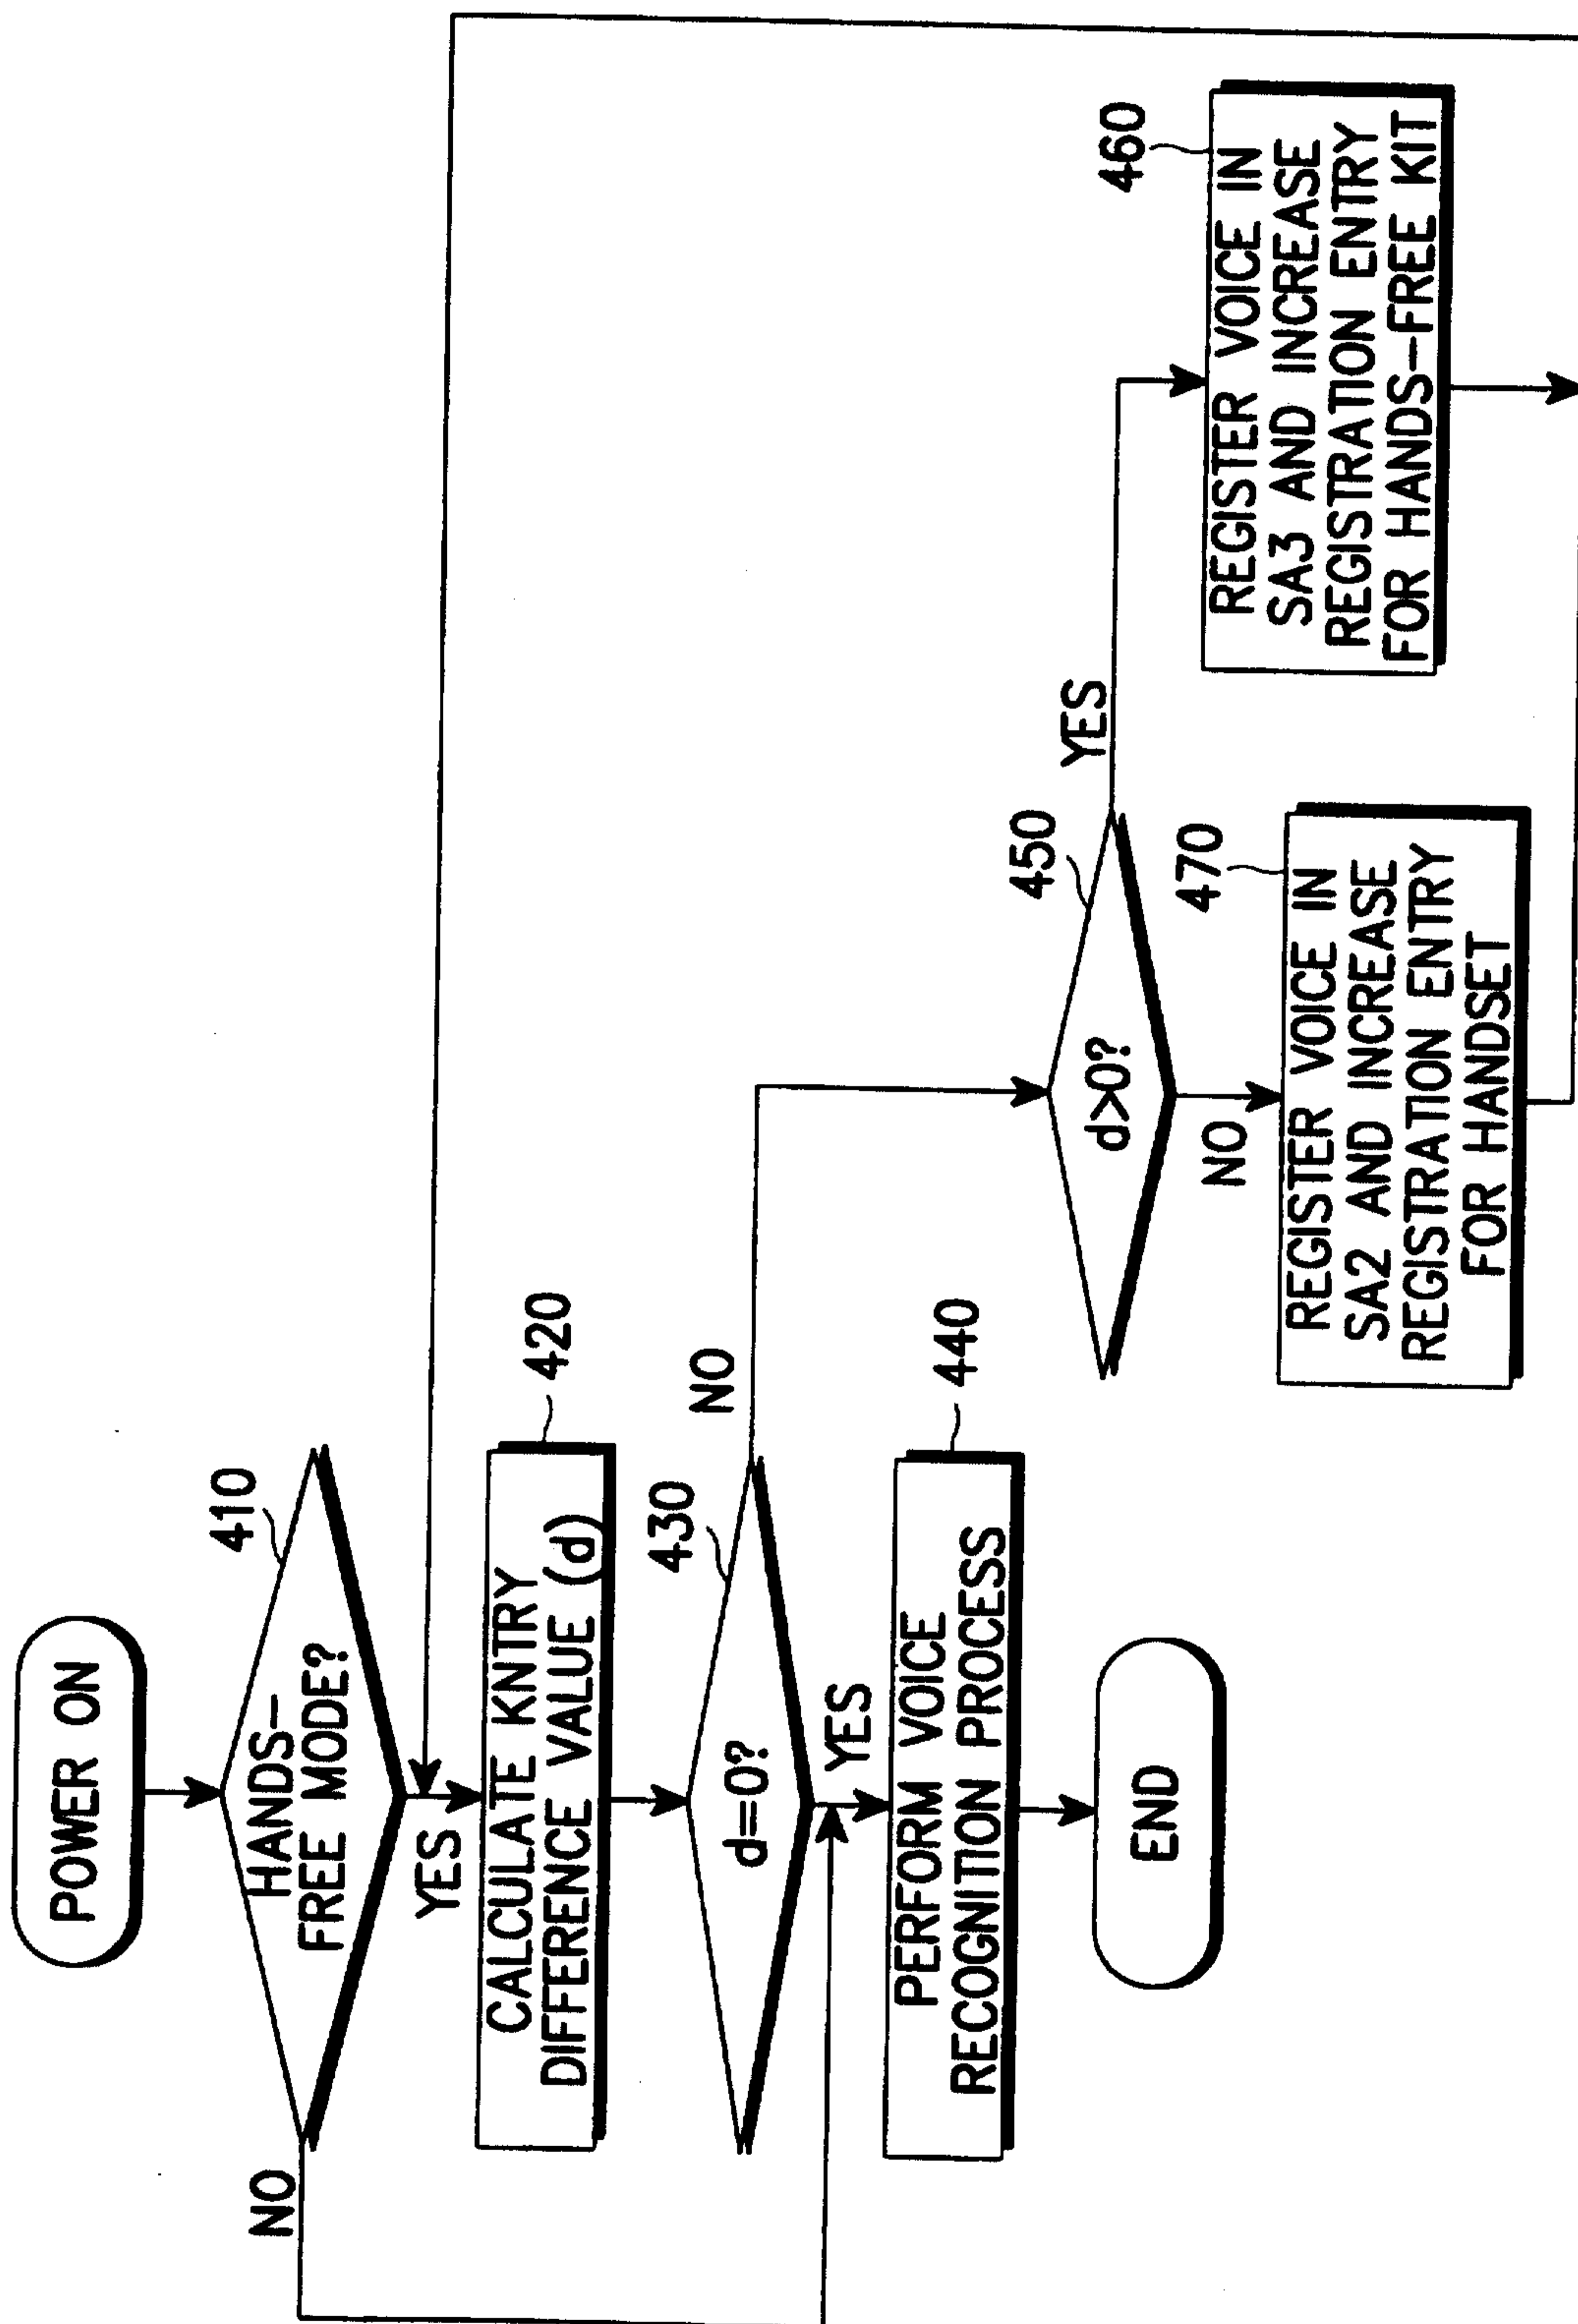 POWER ON
410
HANDS-
FREE MODE?
NO
YES
420
CALCULATE KNTRY
DIFFERENCE VALUE (d)
430
d=0?
NO
YES
440
PERFORM VOICE
RECOGNITION PROCESS
END
450
d>0?
YES
NO
460
REGISTER VOICE IN
SA3 AND INCREASE
REGISTRATION ENTRY
FOR HANDS-FREE KIT
470
REGISTER VOICE IN
SA2 AND INCREASE
REGISTRATION ENTRY
FOR HANDSET